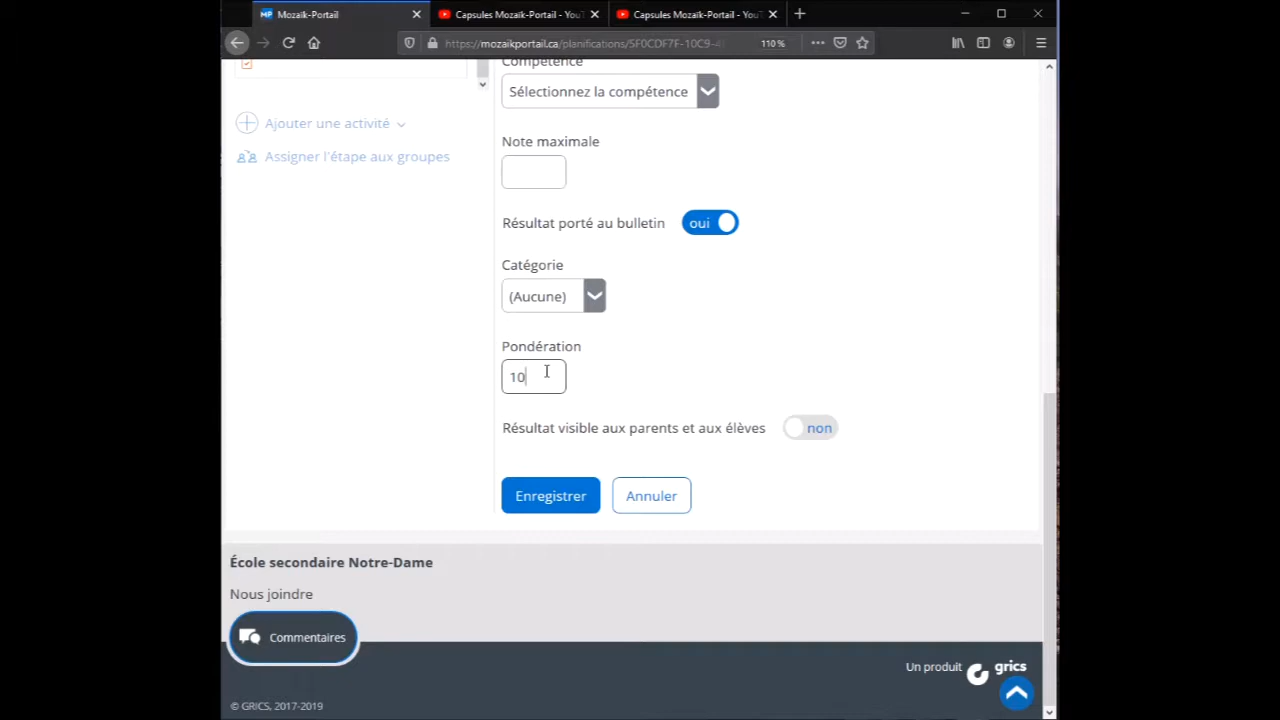 Mozaïk-Portail
Capsules Mozaïk-Portail - YouT
Capsules Mozaïk-Portail - YouT
https://mozaikportail.ca/planifications/5F0CDF7F-10C9-4
110%
Compétence
Sélectionnez la compétence
Ajouter une activité
Assigner l'étape aux groupes
Note maximale
Résultat porté au bulletin
oui
Catégorie
(Aucune)
Pondération
10
Résultat visible aux parents et aux élèves
non
Enregistrer
Annuler
École secondaire Notre-Dame
Nous joindre
Commentaires
Un produit grics
© GRICS, 2017-2019